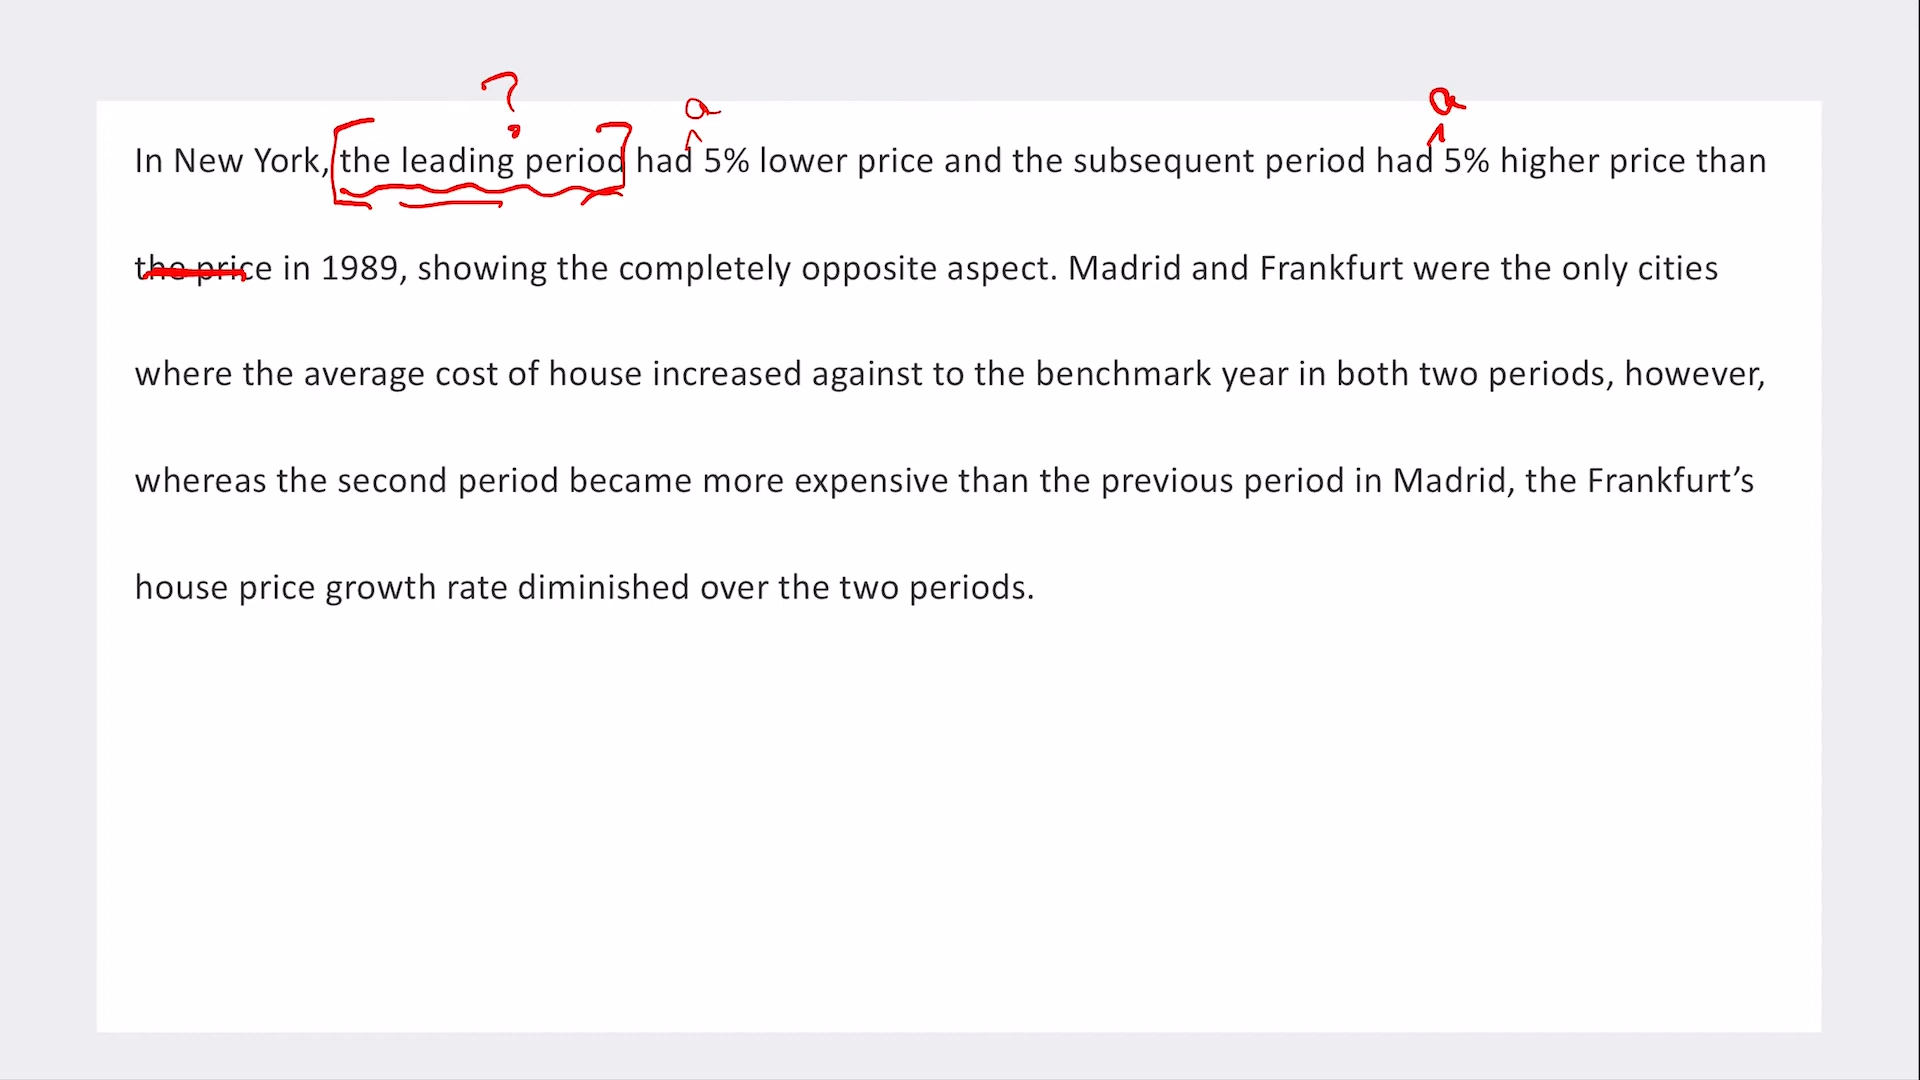 ?
a a
In New York, the leading period had 5% lower price and the subsequent period had 5% higher price than
the price in 1989, showing the completely opposite aspect. Madrid and Frankfurt were the only cities
where the average cost of house increased against to the benchmark year in both two periods, however,
whereas the second period became more expensive than the previous period in Madrid, the Frankfurt’s
house price growth rate diminished over the two periods.